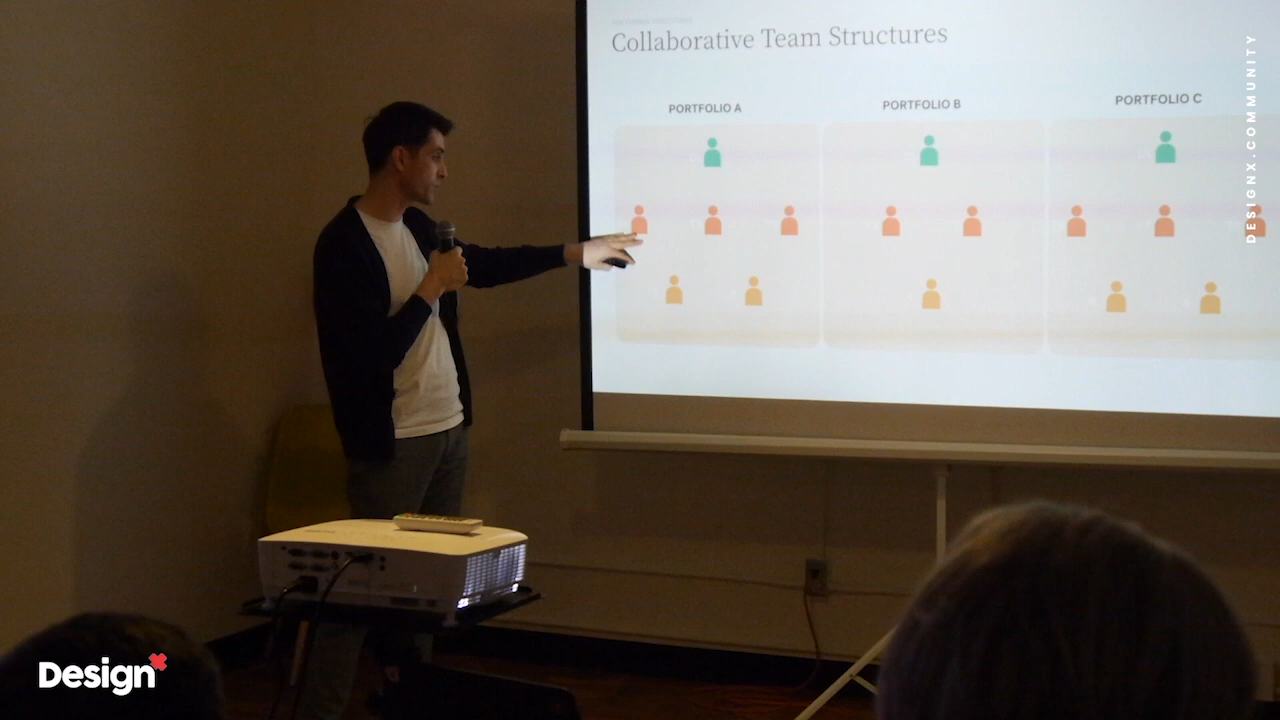 Collaborative Team Structures
PORTFOLIO A
PORTFOLIO B
PORTFOLIO C
DESIGNX.COMMUNITY
Design